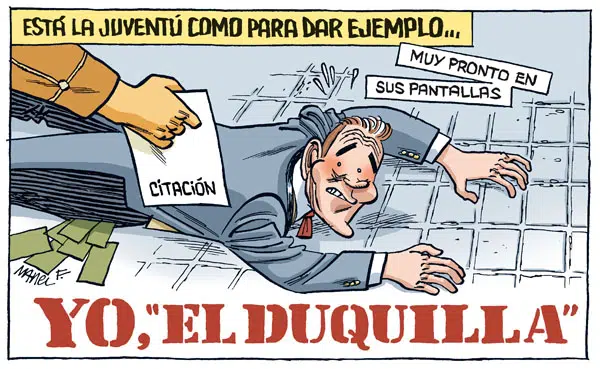 ESTÁ LA JUVENTÚ COMO PARA DAR EJEMPLO...
MUY PRONTO EN
SUS PANTALLAS
CITACIÓN
MANEL F.
YO, "EL DUQUILLA"